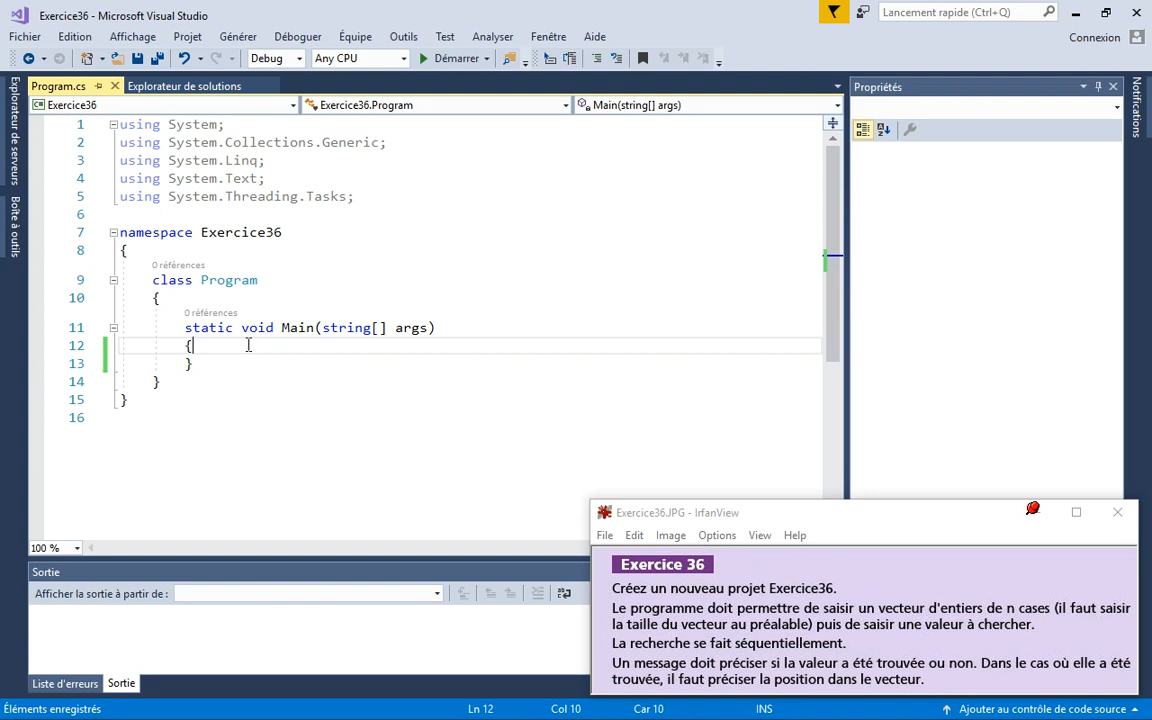 Exercice36 - Microsoft Visual Studio
Lancement rapide (Ctrl+Q)
Fichier Edition Affichage Projet Générer Déboguer Équipe Outils Test Analyser Fenêtre Aide
Connexion
Debug Any CPU Démarrer
Program.cs Explorateur de solutions
Propriétés
Exercice36 Exercice36.Program Main(string[] args)
Explorateur de serveurs
Boîte à outils
Notifications
1 using System;
2 using System.Collections.Generic;
3 using System.Linq;
4 using System.Text;
5 using System.Threading.Tasks;
6
7 namespace Exercice36
8 {
0 références
9 class Program
10 {
0 références
11 static void Main(string[] args)
12 {
13 }
14 }
15 }
16
100 %
Sortie
Afficher la sortie à partir de :
Liste d'erreurs Sortie
Exercice36.JPG - IrfanView
File Edit Image Options View Help
Exercice 36
Créez un nouveau projet Exercice36.
Le programme doit permettre de saisir un vecteur d'entiers de n cases (il faut saisir
la taille du vecteur au préalable) puis de saisir une valeur à chercher.
La recherche se fait séquentiellement.
Un message doit préciser si la valeur a été trouvée ou non. Dans le cas où elle a été
trouvée, il faut préciser la position dans le vecteur.
Éléments enregistrés Ln 12 Col 10 Car 10 INS Ajouter au contrôle de code source